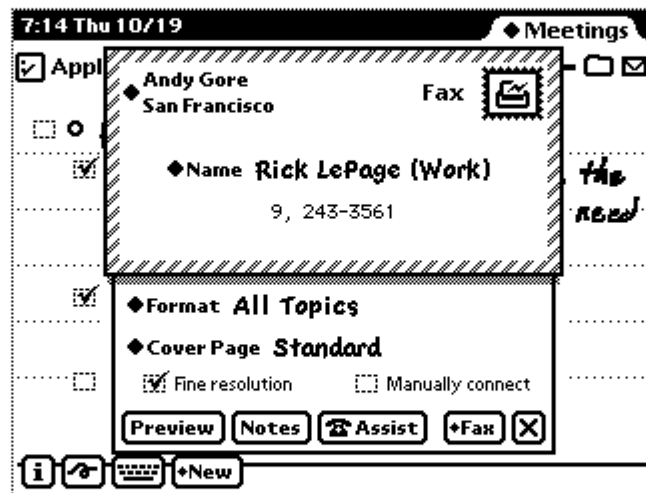 7:14 Thu 10/19
Meetings
Appl
Andy Gore
San Francisco
Fax
Name Rick LePage (Work)
the
9, 243-3561
need
Format All Topics
Cover Page Standard
Fine resolution Manually connect
Preview Notes Assist Fax
i New